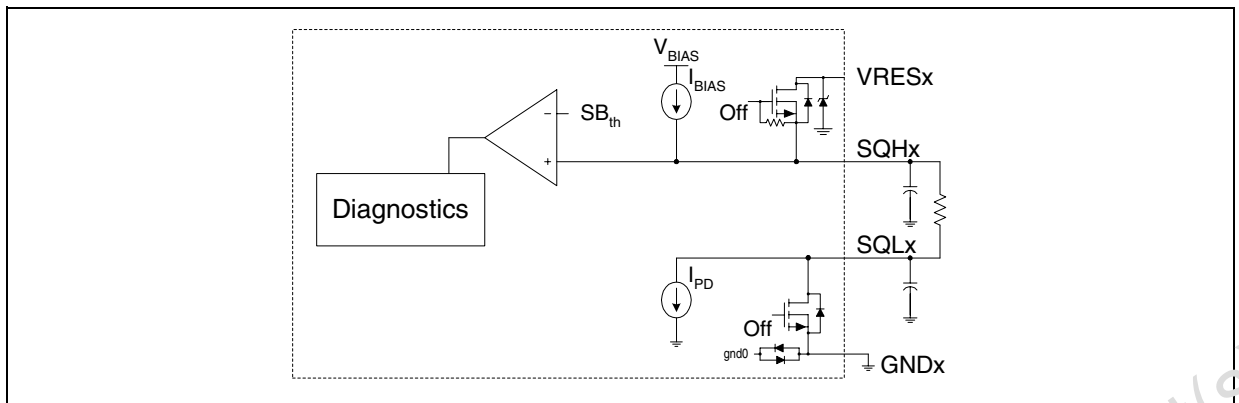 V_BIAS
I_BIAS
VRESx
Off
− SB_th
SQHx
+
Diagnostics
SQLx
I_PD
Off
gnd0
GNDx